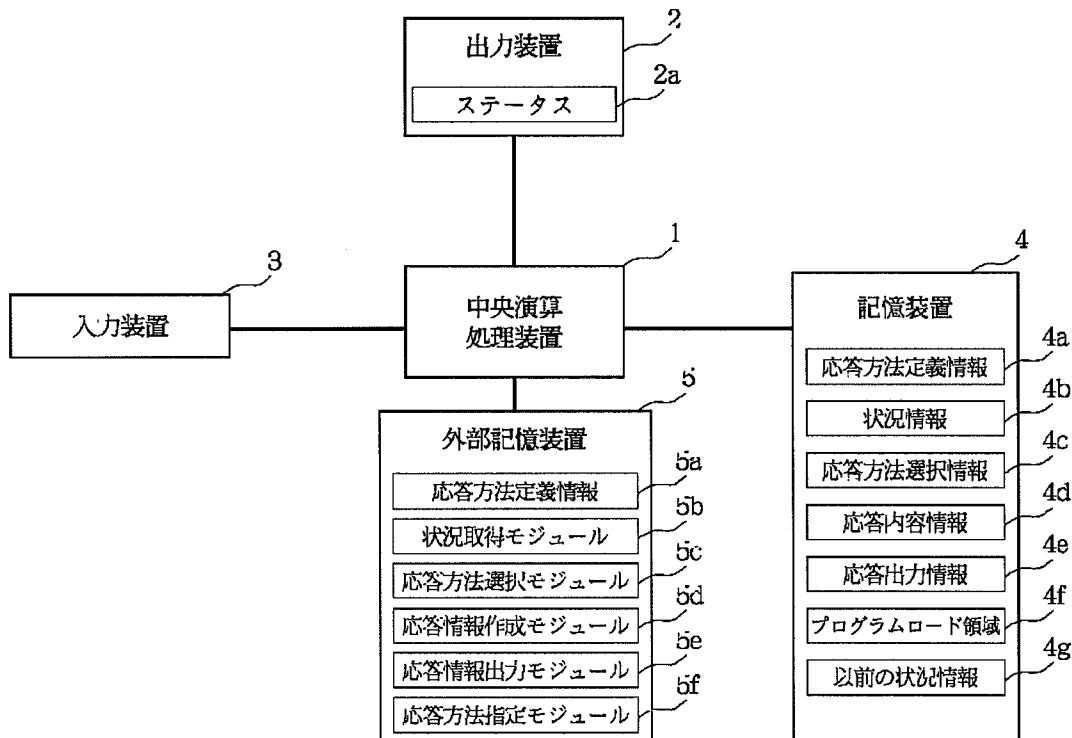 2
出力装置
2a
ステータス
1
中央演算
処理装置
3
入力装置
4
記憶装置
4a
応答方法定義情報
4b
状況情報
4c
応答方法選択情報
4d
応答内容情報
4e
応答出力情報
4f
プログラムロード領域
4g
以前の状況情報
5
外部記憶装置
5a
応答方法定義情報
5b
状況取得モジュール
5c
応答方法選択モジュール
5d
応答情報作成モジュール
5e
応答情報出力モジュール
5f
応答方法指定モジュール